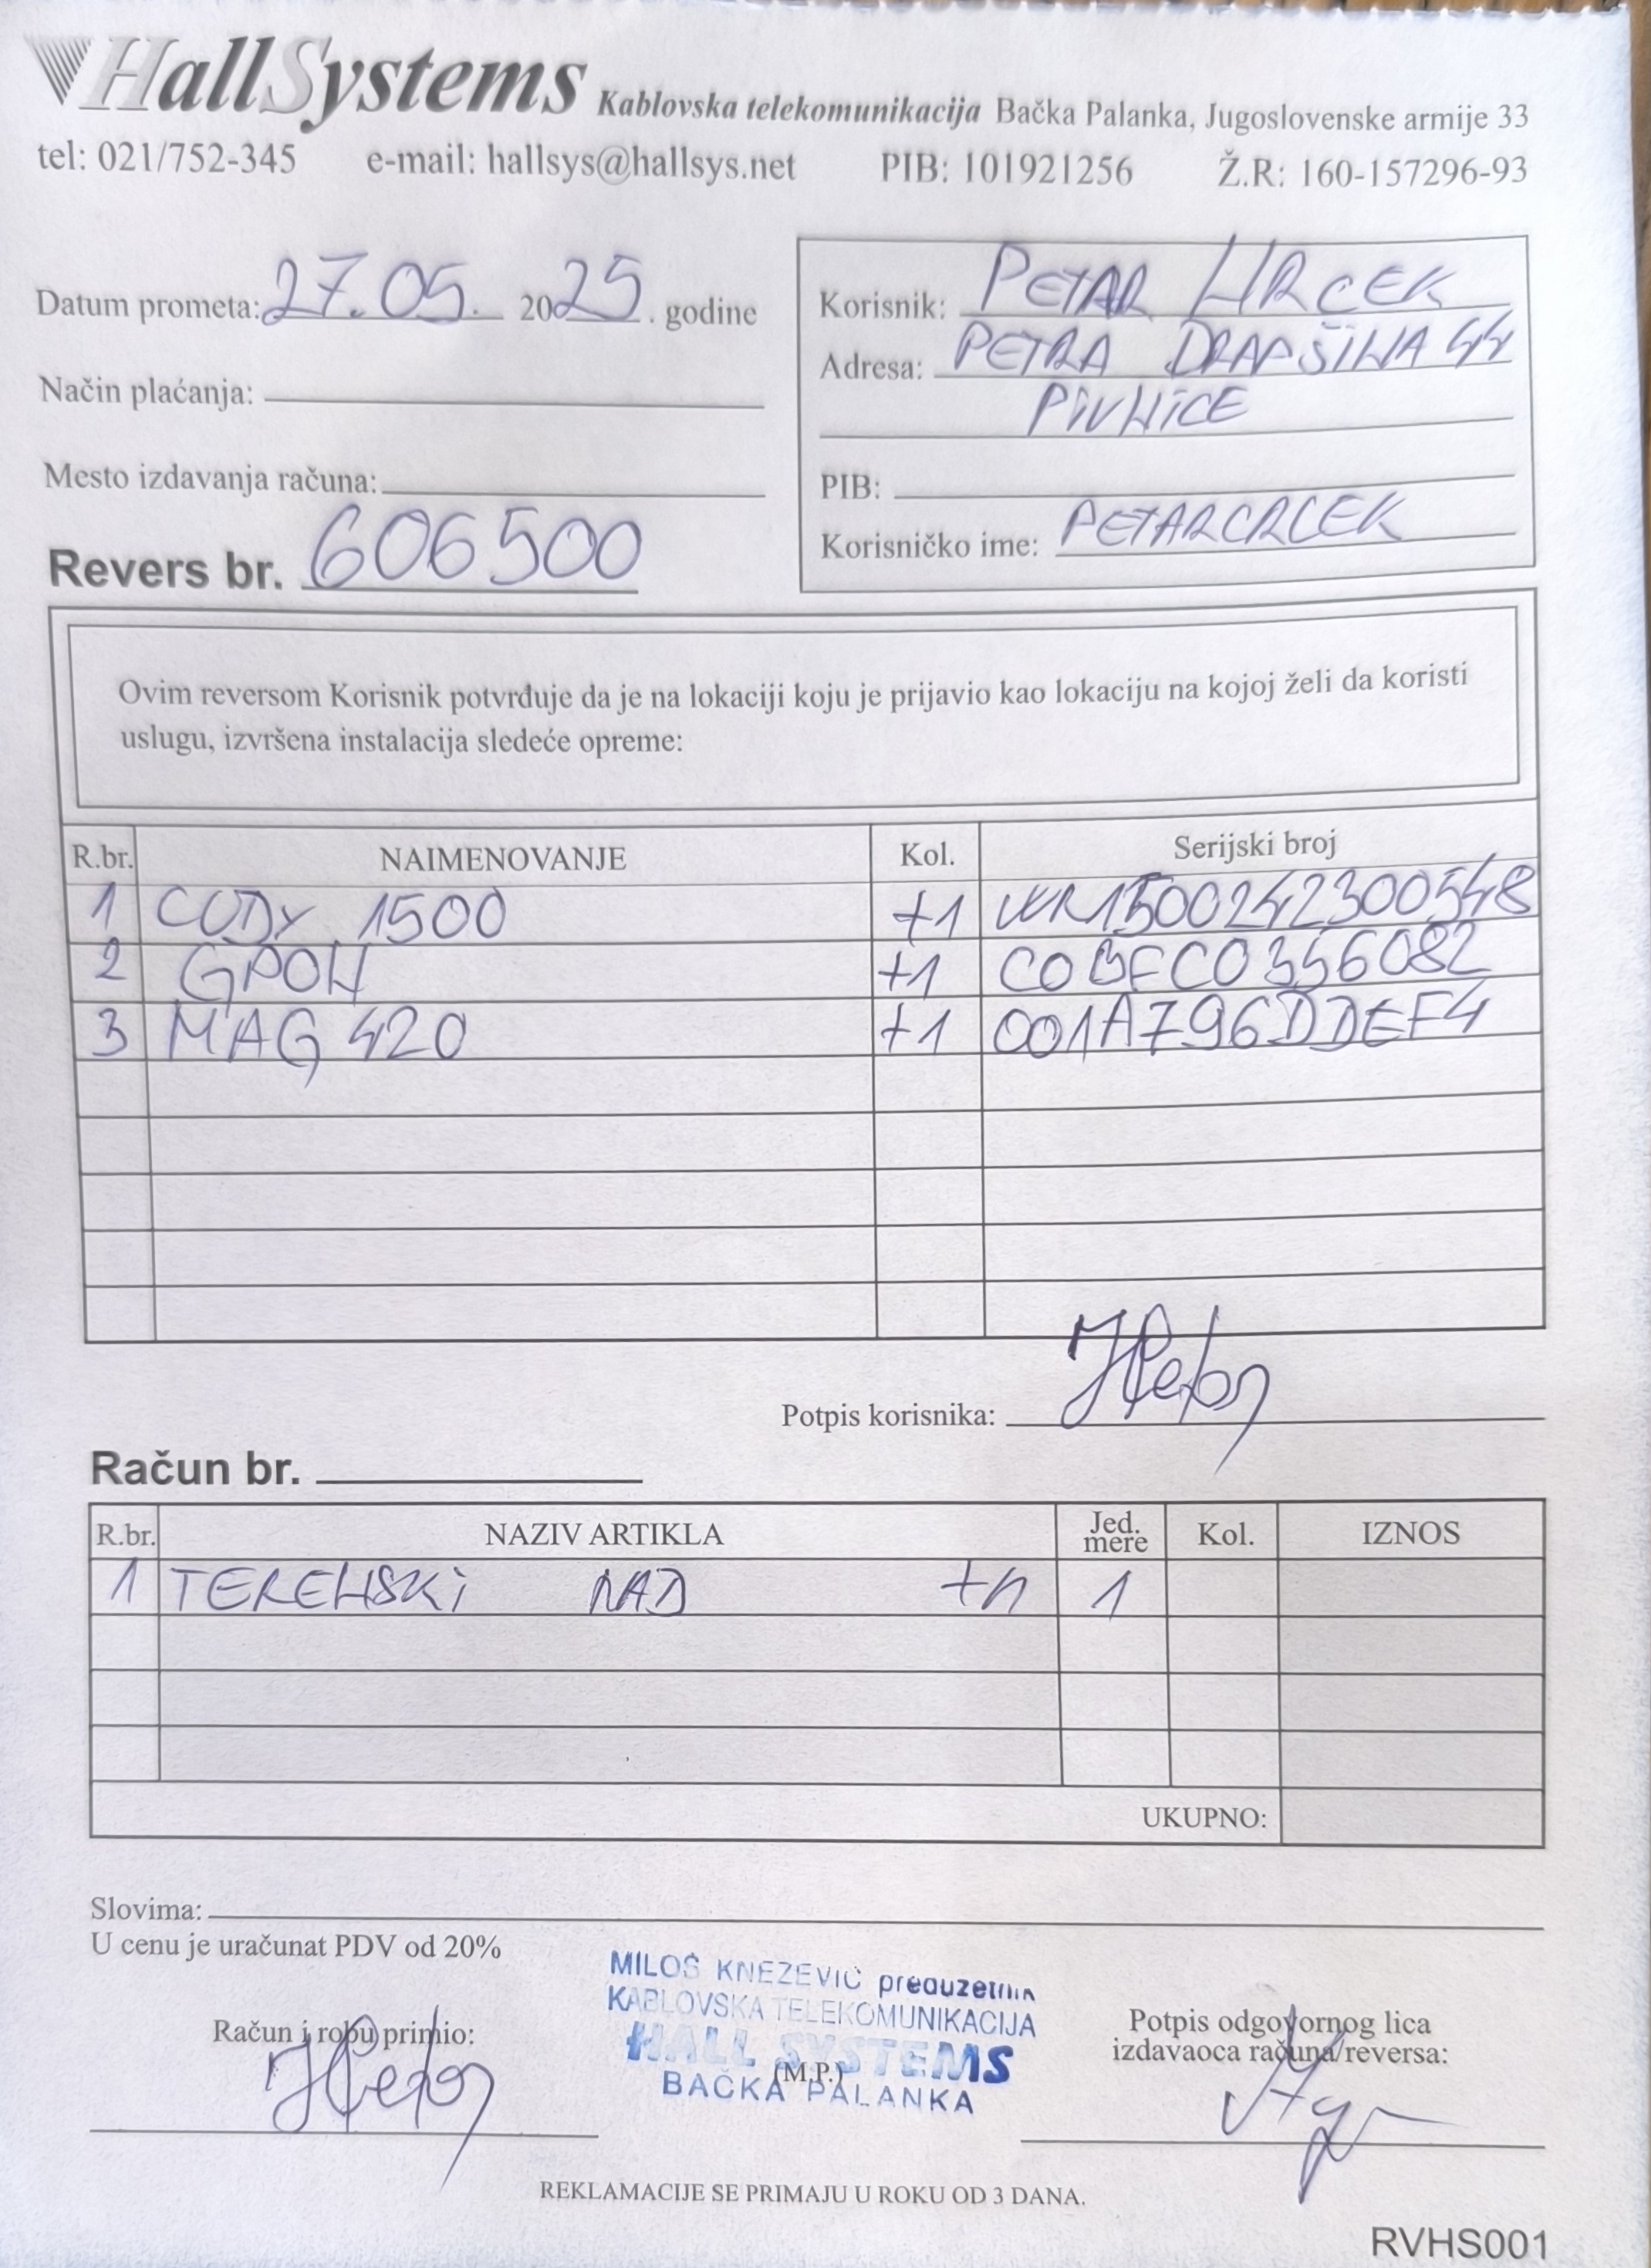 HallSystems Kablovska telekomunikacija Bačka Palanka, Jugoslovenske armije 33
tel: 021/752-345 e-mail: hallsys@hallsys.net PIB: 101921256 Ž.R: 160-157296-93
Datum prometa: 27.05. 2025. godine
Način plaćanja:
Mesto izdavanja računa:
Revers br. 606500
Korisnik: PETAR HRCEK
Adresa: PETRA DRAPŠINA 44
PIVNICE
PIB:
Korisničko ime: PETARCRCEK
Ovim reversom Korisnik potvrđuje da je na lokaciji koju je prijavio kao lokaciju na kojoj želi da koristi
uslugu, izvršena instalacija sledeće opreme:
R.br. NAIMENOVANJE Kol. Serijski broj
1 CODY 1500 +1
2 GPON +1 C0BFC0356082
3 MAG 420 +1 001A796DDEF4
Potpis korisnika:
Račun br.
R.br. NAZIV ARTIKLA Jed. mere Kol. IZNOS
1 TERENSKI RAD 1
UKUPNO:
Slovima:
U cenu je uračunat PDV od 20%
MILOŠ KNEŽEVIĆ preduzetnik
KABLOVSKA TELEKOMUNIKACIJA
HALL SYSTEMS
(M.P.)
BAČKA PALANKA
Račun i robu primio:
Potpis odgovornog lica
izdavaoca računa/reversa:
REKLAMACIJE SE PRIMAJU U ROKU OD 3 DANA.
RVHS001